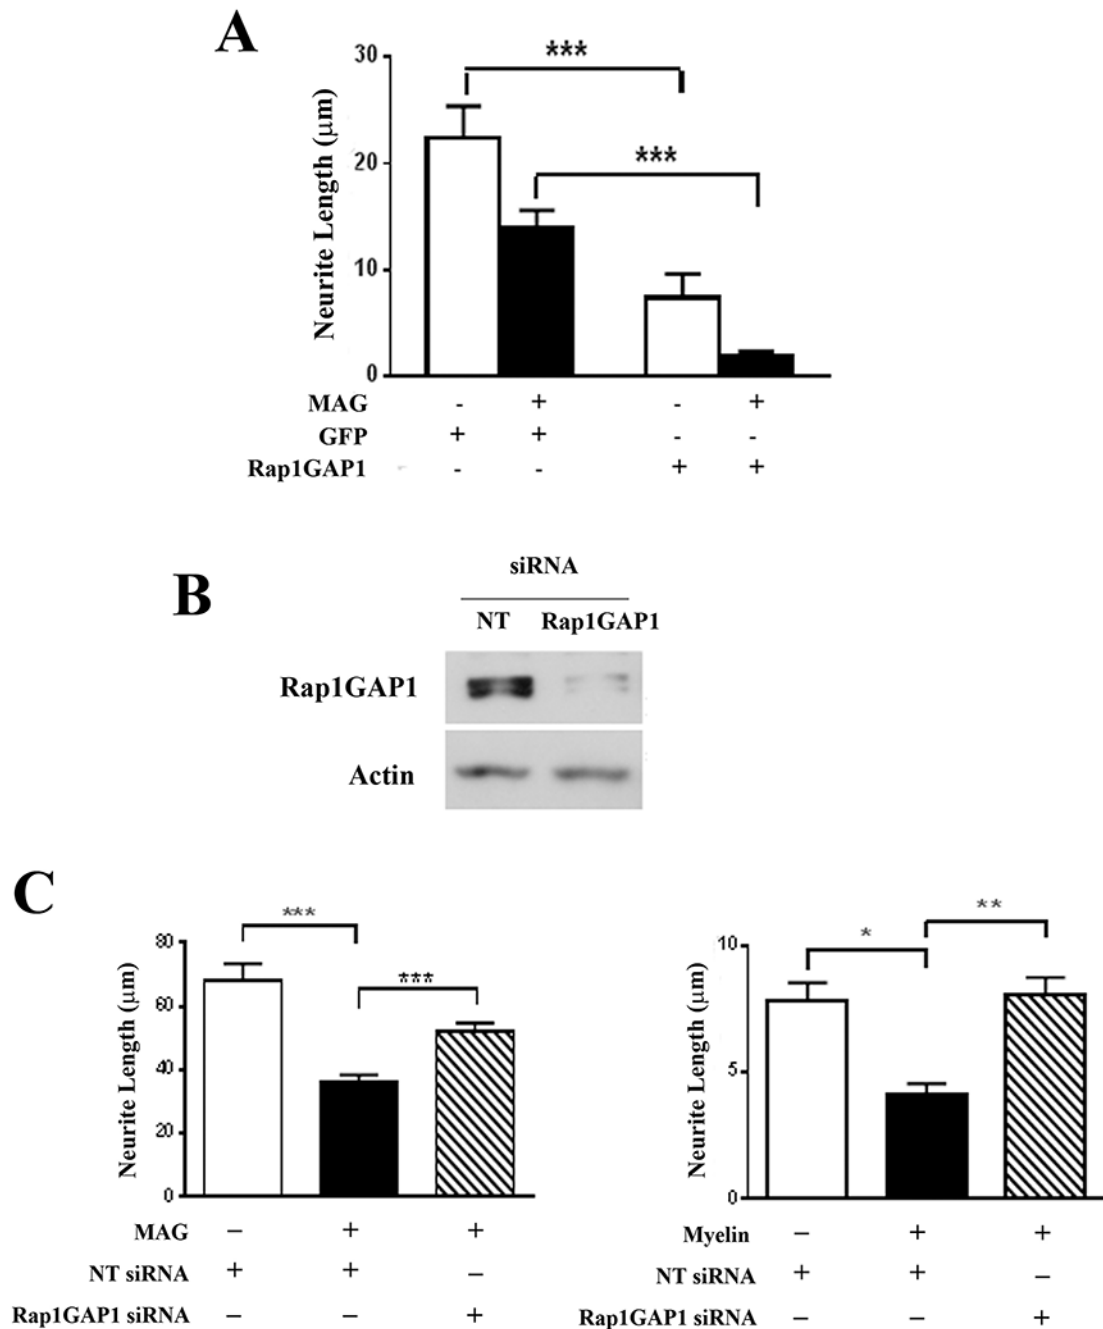 A
Neurite Length (μm)
30
20
10
0
***
***
MAG - + - +
GFP + + - -
Rap1GAP1 - - + +
B
siRNA
NT Rap1GAP1
Rap1GAP1
Actin
C
Neurite Length (μm)
80
60
40
20
0
***
***
MAG – + +
NT siRNA + + –
Rap1GAP1 siRNA – – +
Neurite Length (μm)
10
5
0
*
**
Myelin – + +
NT siRNA + + –
Rap1GAP1 siRNA – – +